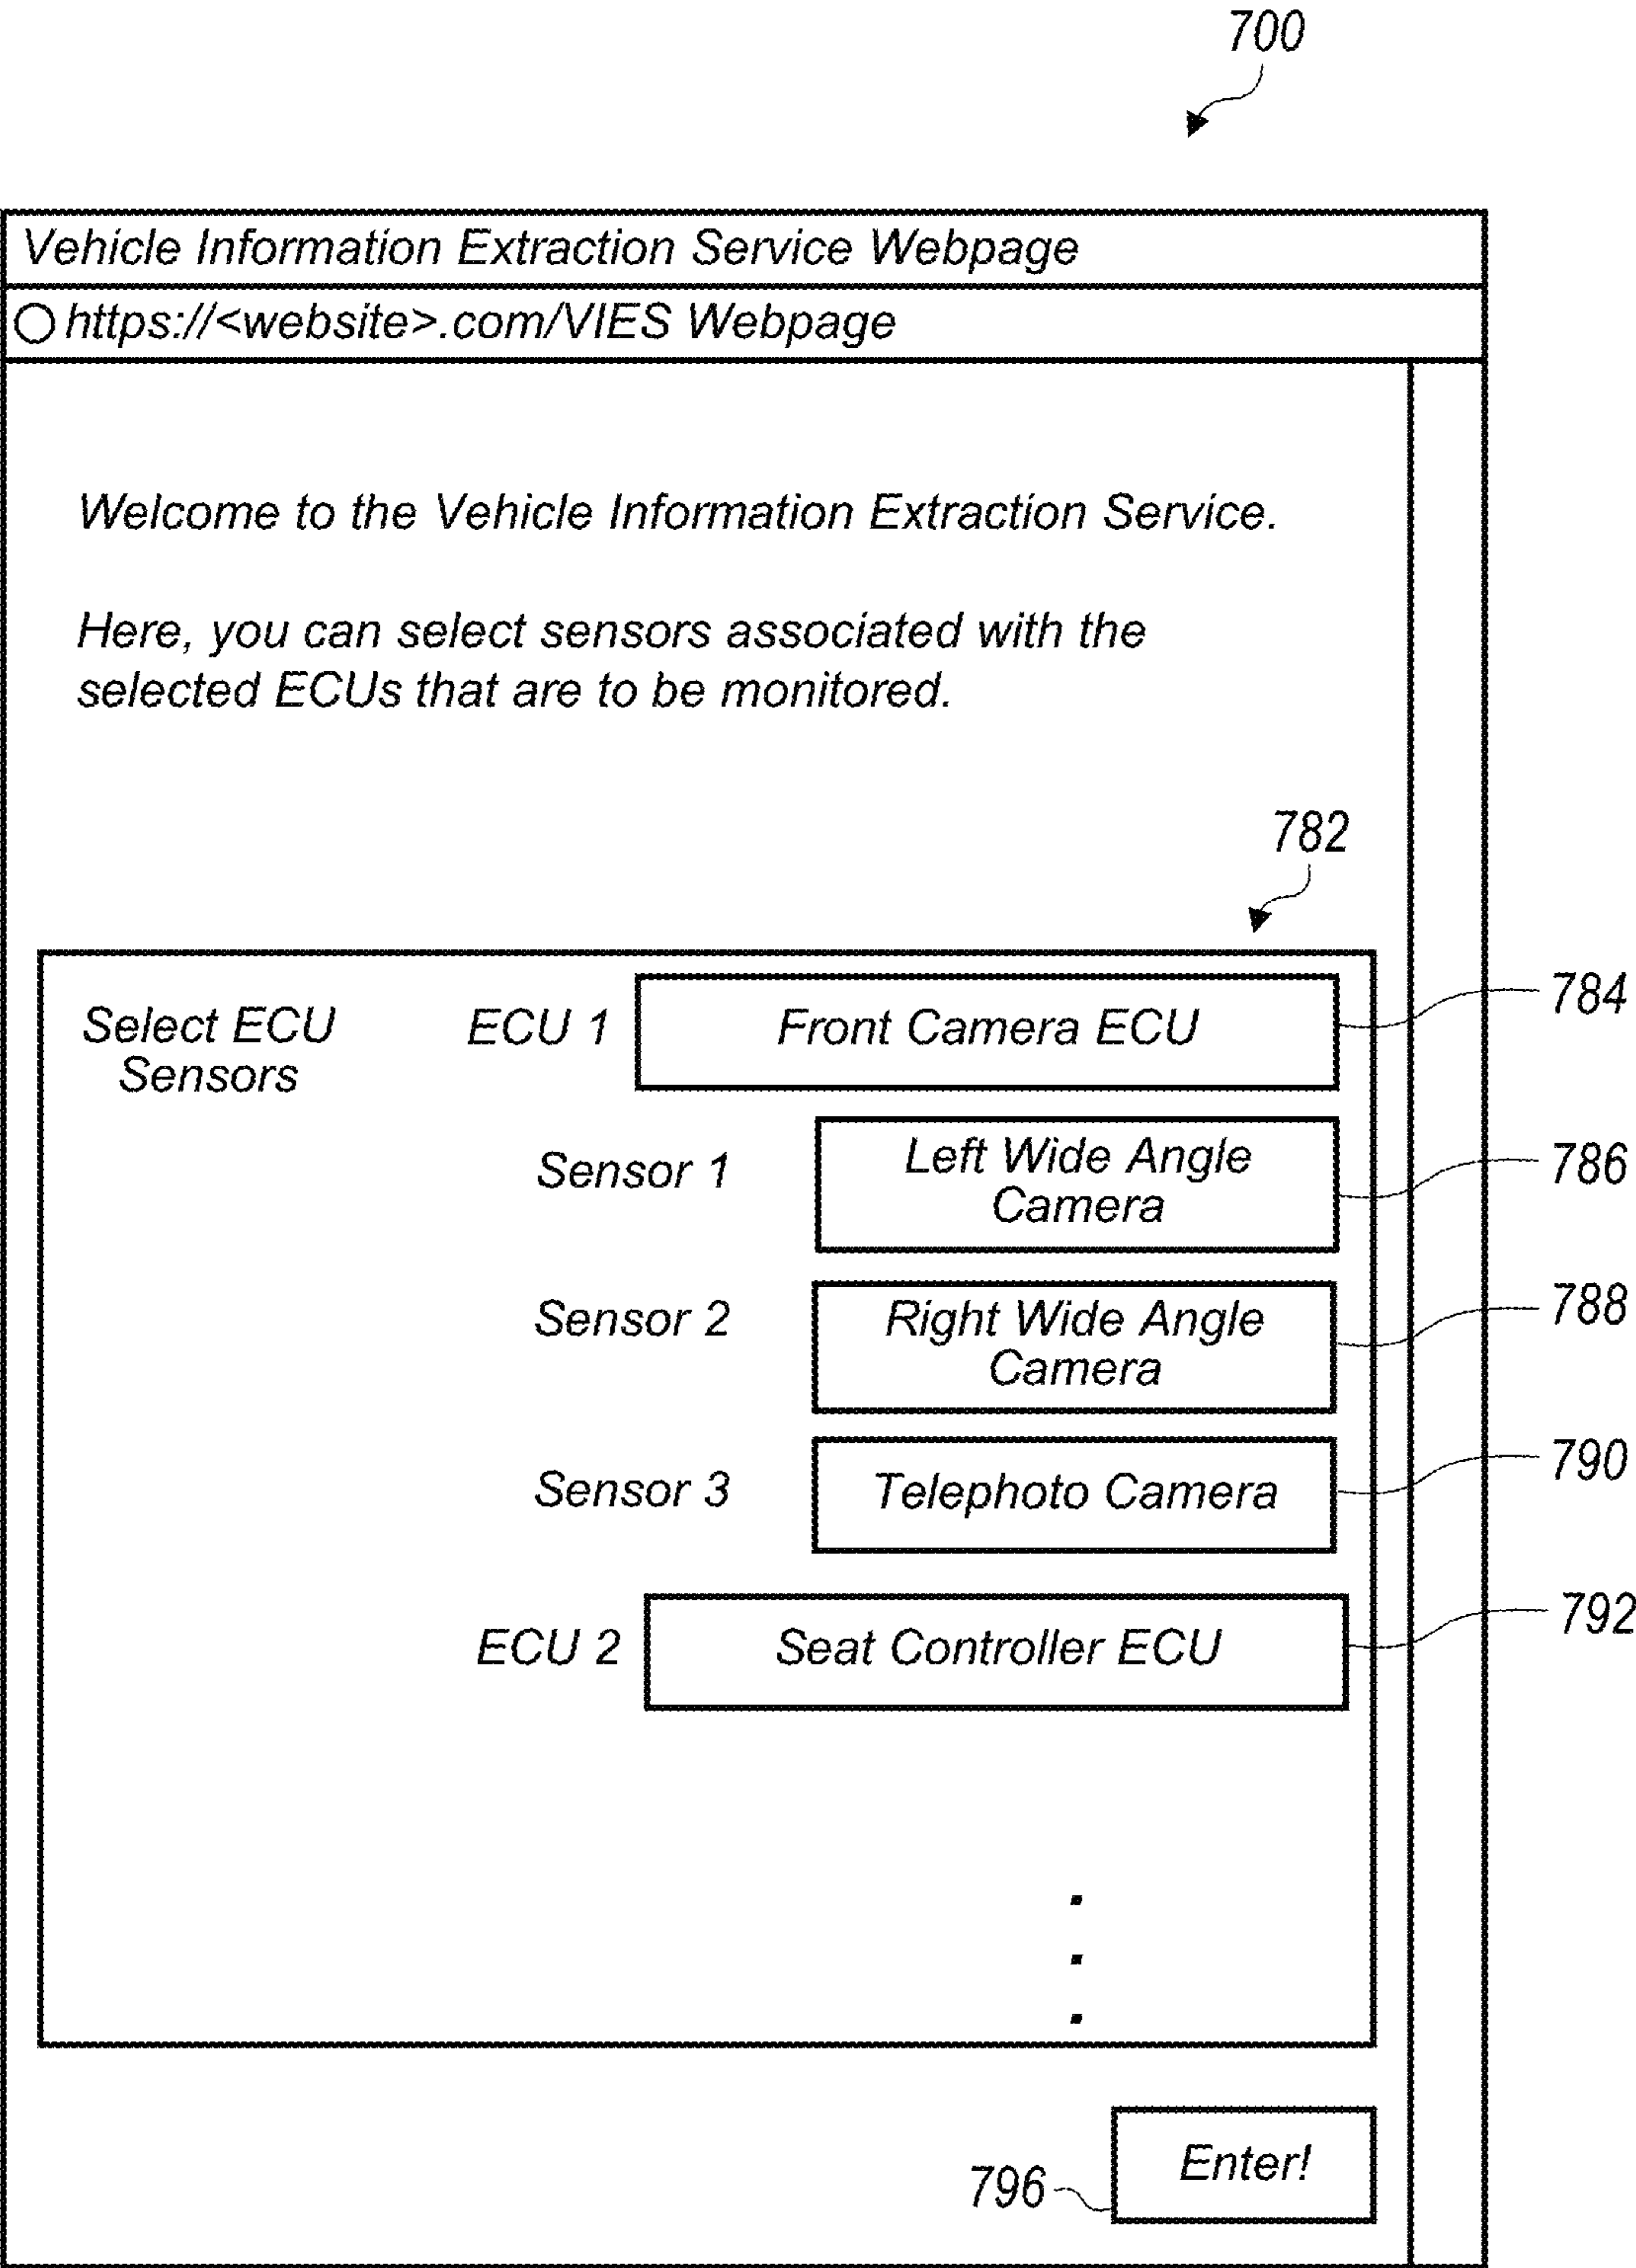 700
Vehicle Information Extraction Service Webpage
https://<website>.com/VIES Webpage
Welcome to the Vehicle Information Extraction Service.
Here, you can select sensors associated with the
selected ECUs that are to be monitored.
782
Select ECU
Sensors
ECU 1
Front Camera ECU
784
Sensor 1
Left Wide Angle
Camera
786
Sensor 2
Right Wide Angle
Camera
788
Sensor 3
Telephoto Camera
790
ECU 2
Seat Controller ECU
792
Enter!
796